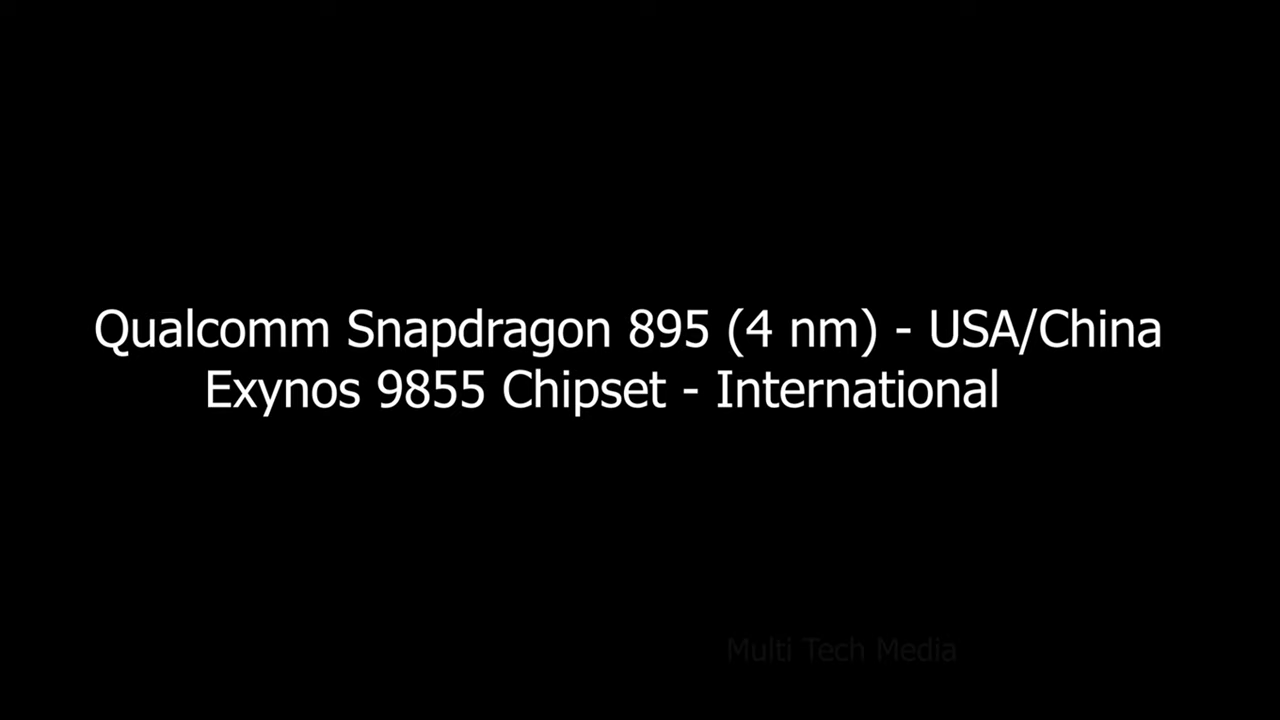 Qualcomm Snapdragon 895 (4 nm) - USA/China
Exynos 9855 Chipset - International
Multi Tech Media